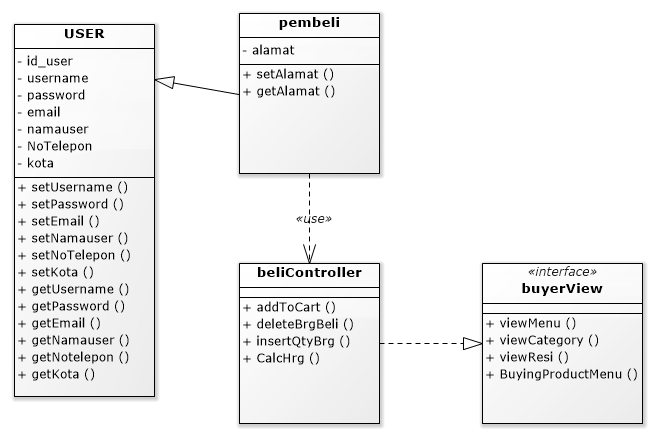 USER
- id_user
- username
- password
- email
- namauser
- NoTelepon
- kota
+ setUsername ()
+ setPassword ()
+ setEmail ()
+ setNamauser ()
+ setNoTelepon ()
+ setKota ()
+ getUsername ()
+ getPassword ()
+ getEmail ()
+ getNamauser ()
+ getNotelepon ()
+ getKota ()
pembeli
- alamat
+ setAlamat ()
+ getAlamat ()
«use»
beliController
+ addToCart ()
+ deleteBrgBeli ()
+ insertQtyBrg ()
+ CalcHrg ()
«interface»
buyerView
+ viewMenu ()
+ viewCategory ()
+ viewResi ()
+ BuyingProductMenu ()